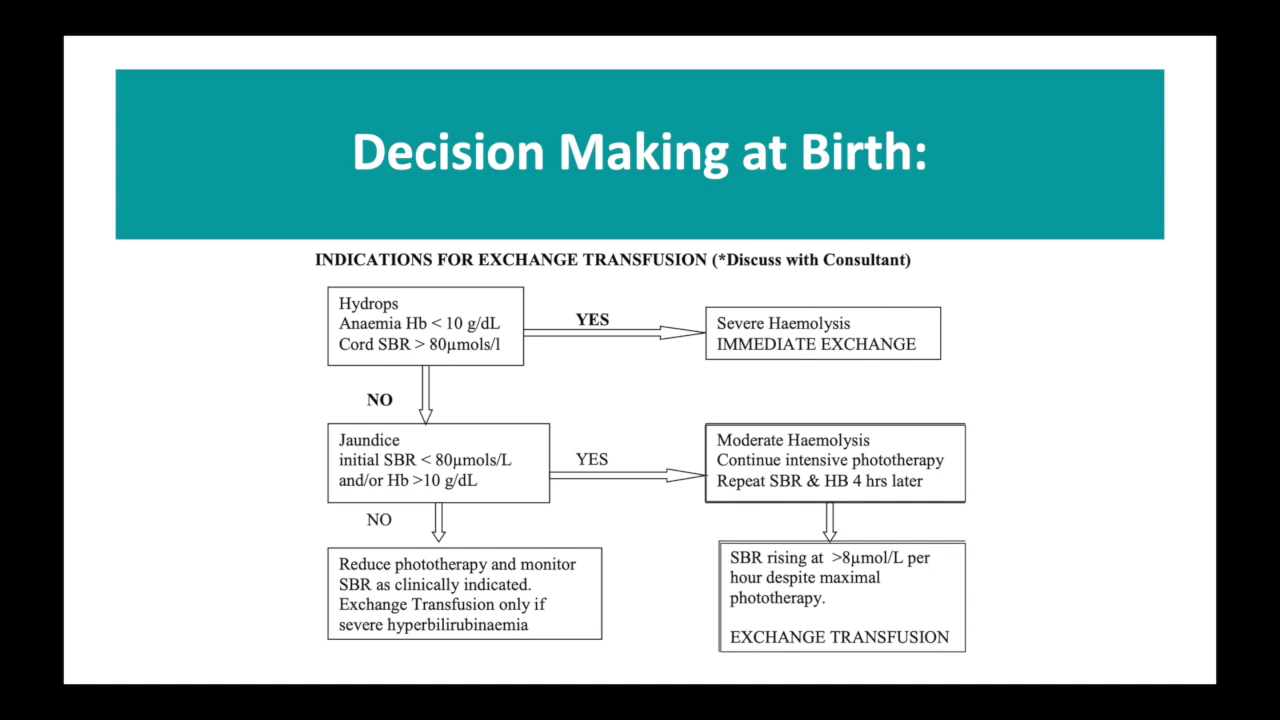 Decision Making at Birth:
INDICATIONS FOR EXCHANGE TRANSFUSION (*Discuss with Consultant)
Hydrops
Anaemia Hb < 10 g/dL
Cord SBR > 80µmols/l
YES
Severe Haemolysis
IMMEDIATE EXCHANGE
NO
Jaundice
initial SBR < 80µmols/L
and/or Hb >10 g/dL
YES
Moderate Haemolysis
Continue intensive phototherapy
Repeat SBR & HB 4 hrs later
NO
Reduce phototherapy and monitor
SBR as clinically indicated.
Exchange Transfusion only if
severe hyperbilirubinaemia
SBR rising at >8µmol/L per
hour despite maximal
phototherapy.
EXCHANGE TRANSFUSION